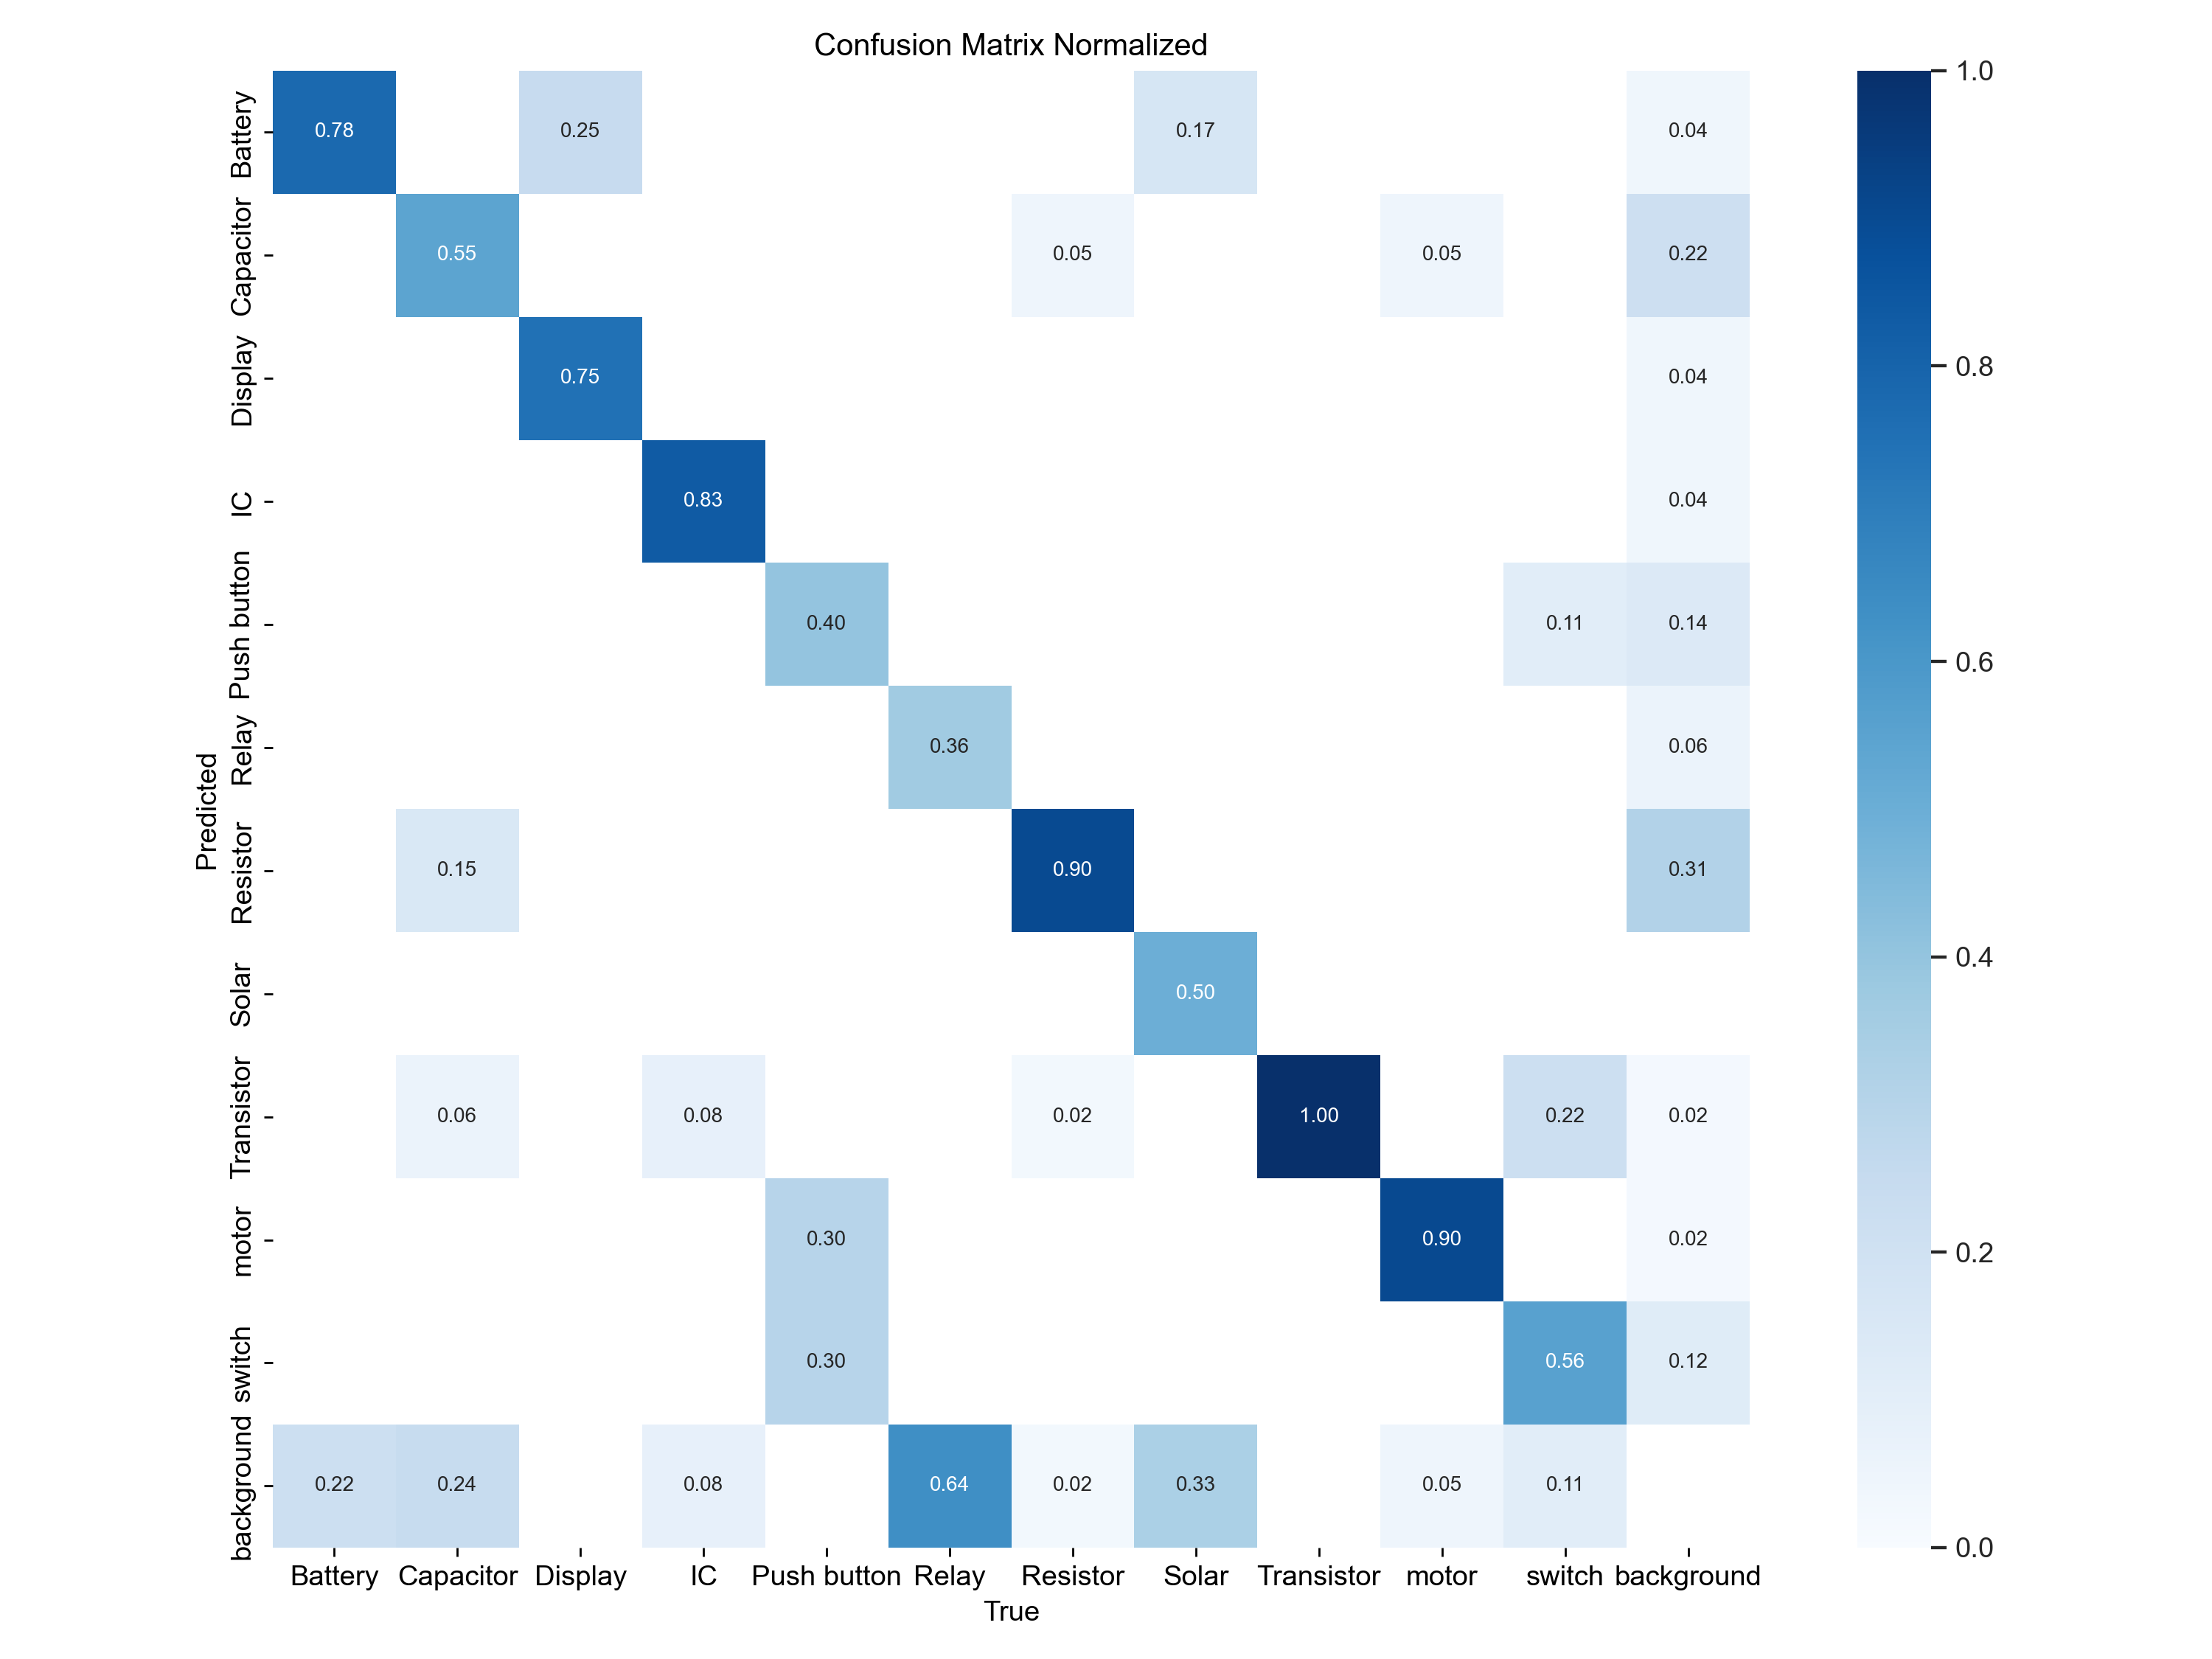 Confusion Matrix Normalized
Predicted
Battery 0.78 0.25 0.17 0.04
Capacitor 0.55 0.05 0.05 0.22
Display 0.75 0.04
IC 0.83 0.04
Push button 0.40 0.11 0.14
Relay 0.36 0.06
Resistor 0.15 0.90 0.31
Solar 0.50
Transistor 0.06 0.08 0.02 1.00 0.22 0.02
motor 0.30 0.90 0.02
switch 0.30 0.56 0.12
background 0.22 0.24 0.08 0.64 0.02 0.33 0.05 0.11
Battery Capacitor Display IC Push button Relay Resistor Solar Transistor motor switch background
True
1.0
0.8
0.6
0.4
0.2
0.0